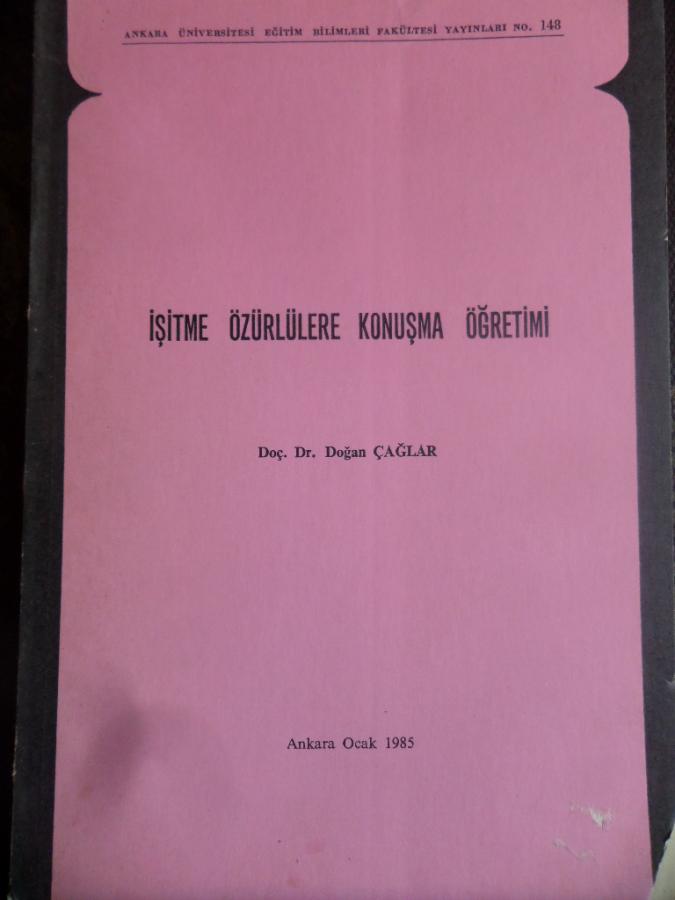 ANKARA ÜNİVERSİTESİ EĞİTİM BİLİMLERİ FAKÜLTESİ YAYINLARI NO. 148
İŞİTME ÖZÜRLÜLERE KONUŞMA ÖĞRETİMİ
Doç. Dr. Doğan ÇAĞLAR
Ankara Ocak 1985